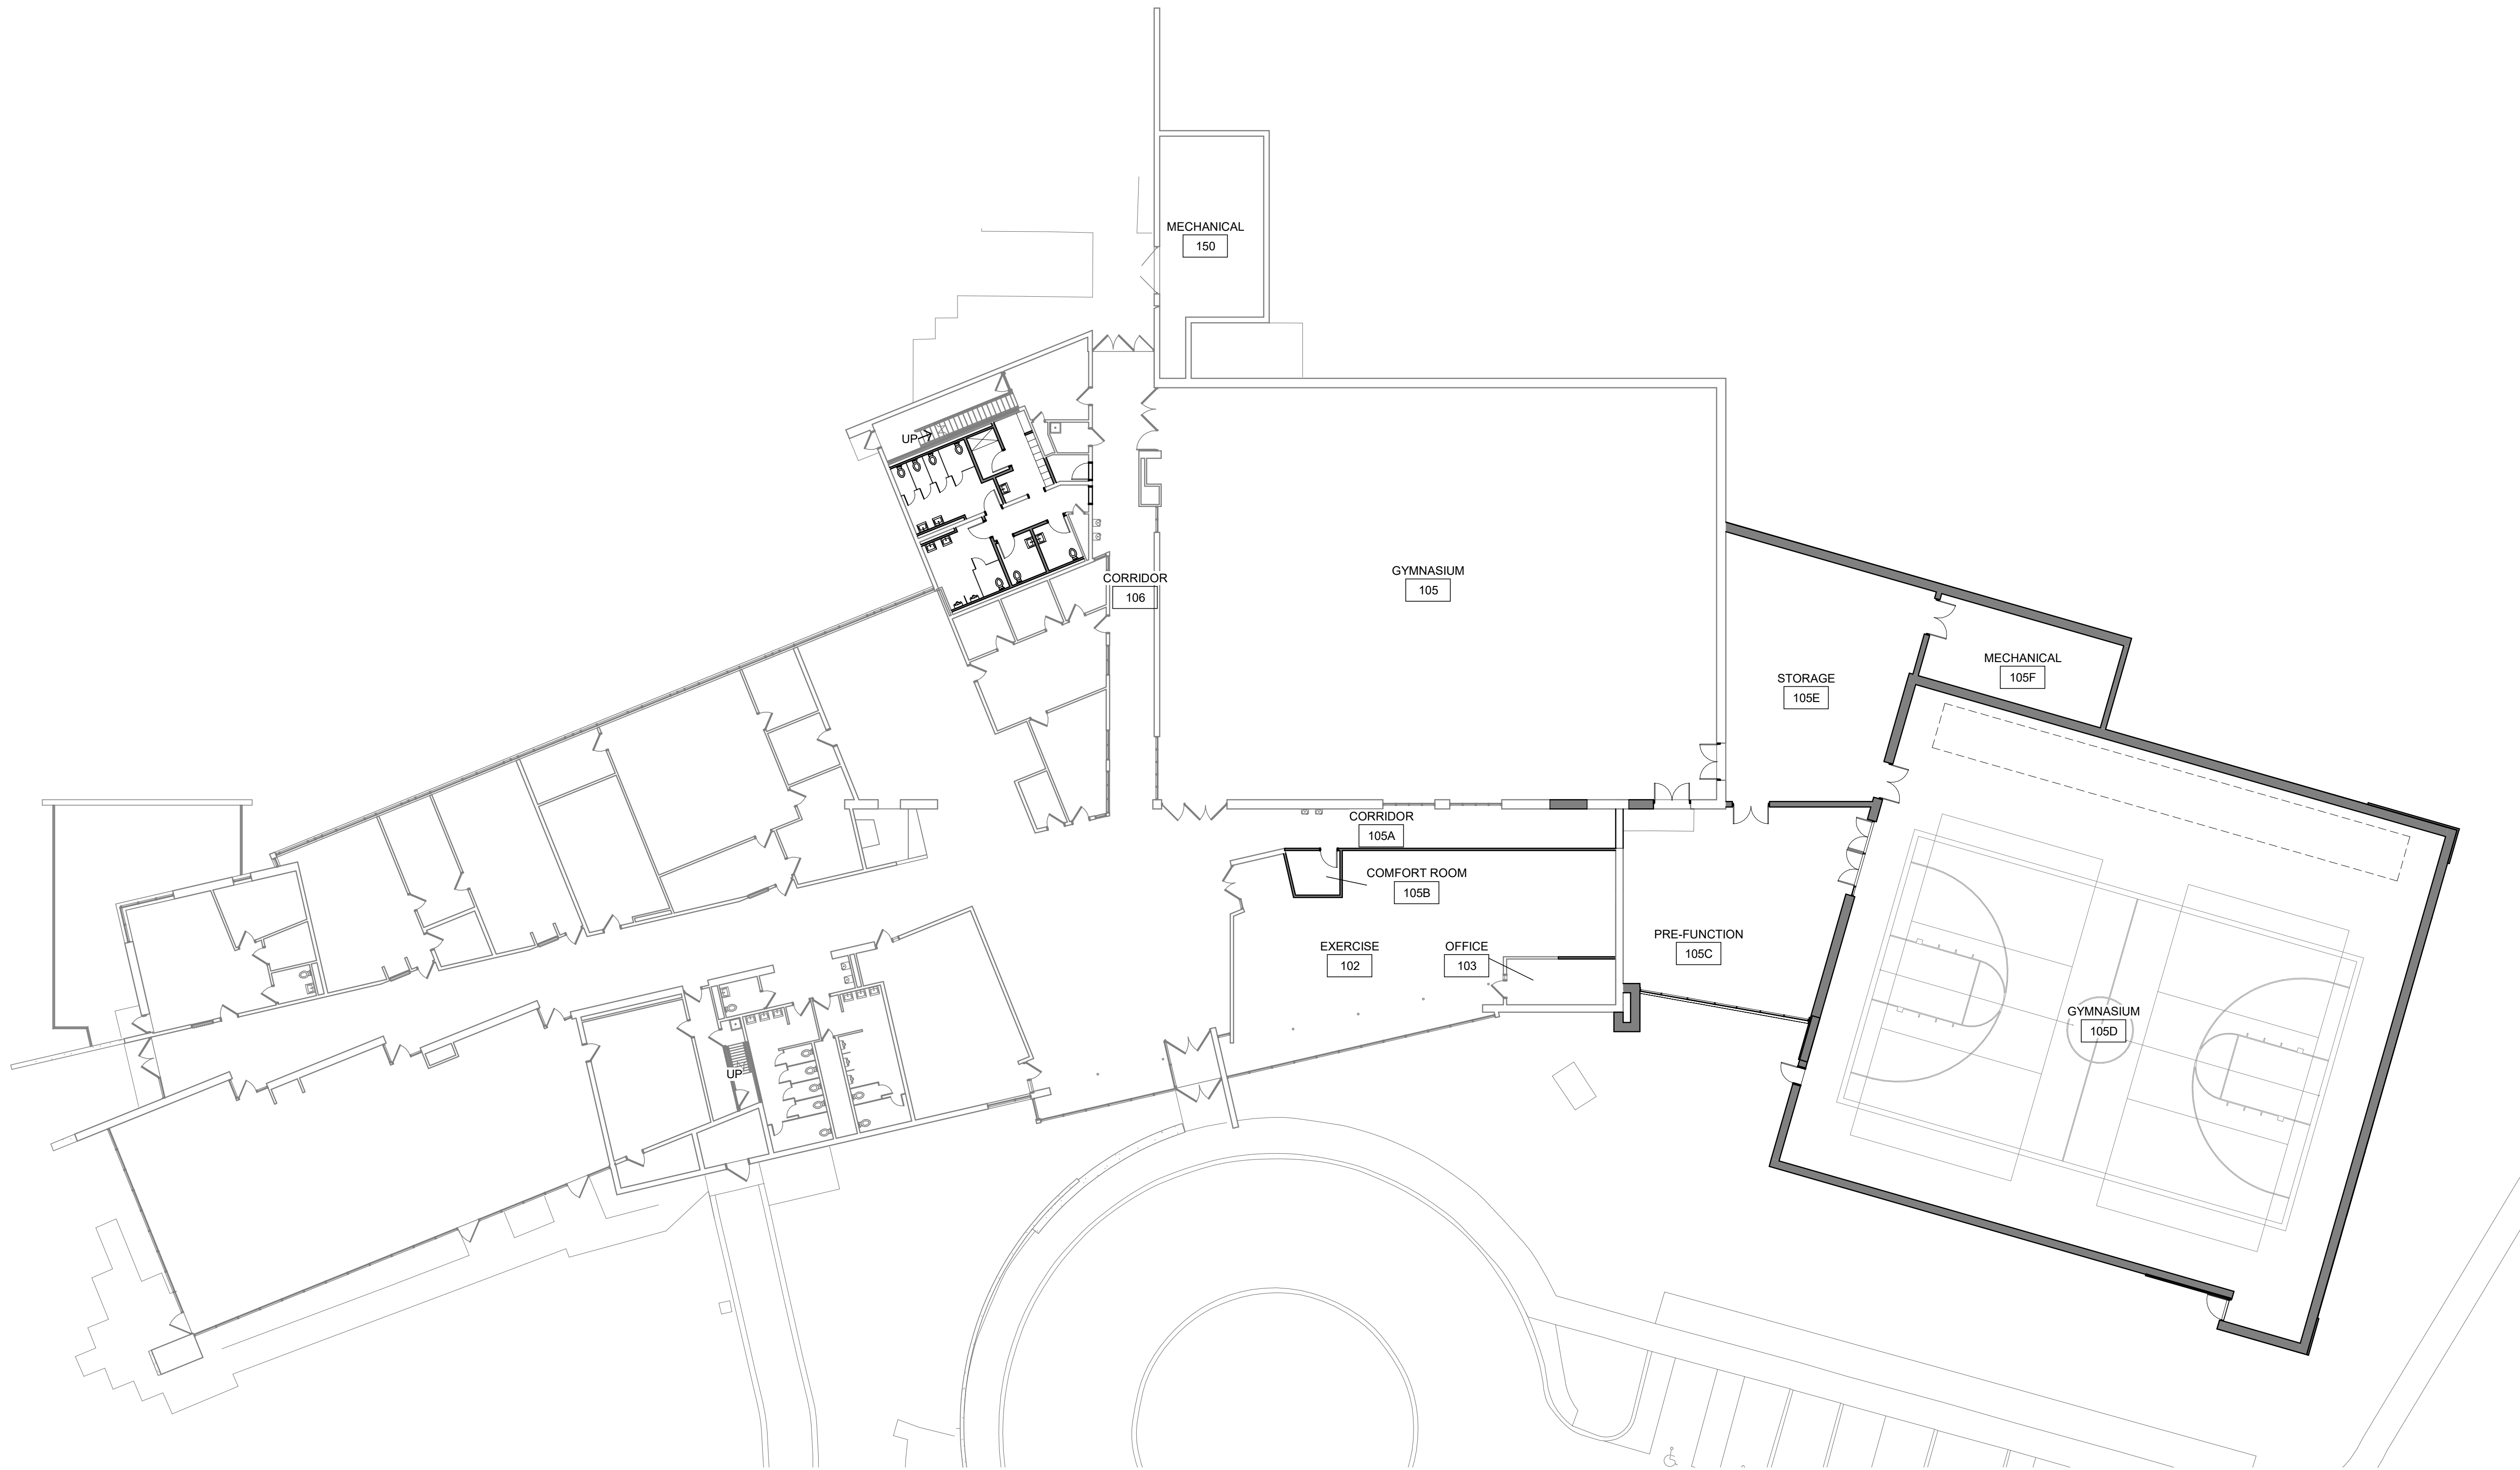 MECHANICAL
150
UP
CORRIDOR
106
GYMNASIUM
105
MECHANICAL
105F
STORAGE
105E
CORRIDOR
105A
COMFORT ROOM
105B
PRE-FUNCTION
105C
EXERCISE
102
OFFICE
103
GYMNASIUM
105D
UP